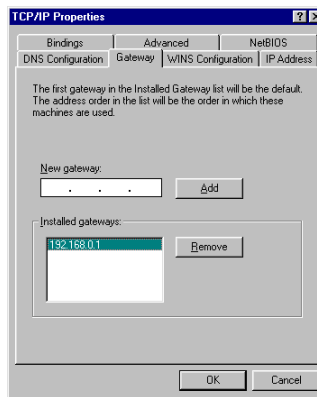 TCP/IP Properties
Bindings
Advanced
NetBIOS
DNS Configuration
Gateway
WINS Configuration
IP Address
The first gateway in the Installed Gateway list will be the default.
The address order in the list will be the order in which these
machines are used.
New gateway:
. . .
Add
Installed gateways:
192.168.0.1
Remove
OK
Cancel